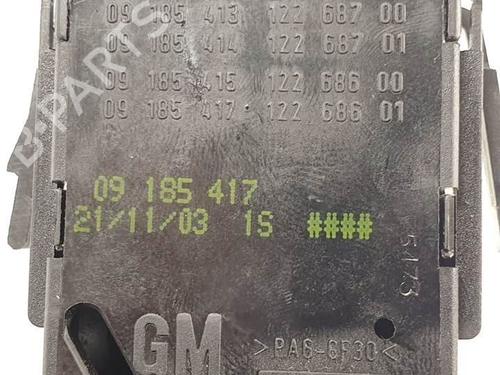 09 185 413 122 687 00
09 185 414 122 687 01
09 185 415 122 686 00
09 185 417 122 686 01
09 185 417
21/11/03 1S ####
5173
GM
>PA6-GF30<
B-PARTS